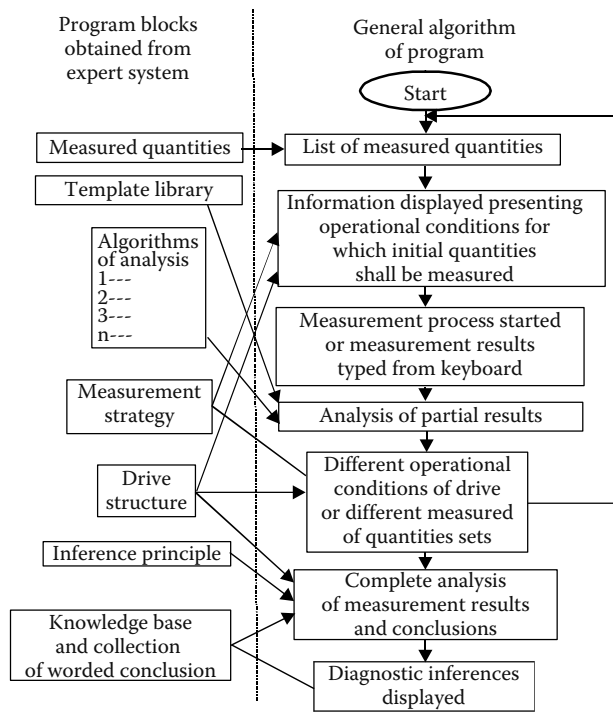 Program blocks
obtained from
expert system
General algorithm
of program
Start
Measured quantities
List of measured quantities
Template library
Information displayed presenting
operational conditions for
which initial quantities
shall be measured
Algorithms
of analysis
1---
2---
3---
n---
Measurement process started
or measurement results
typed from keyboard
Measurement
strategy
Analysis of partial results
Drive
structure
Different operational
conditions of drive
or different measured
of quantities sets
Inference principle
Complete analysis
of measurement results
and conclusions
Knowledge base
and collection
of worded conclusion
Diagnostic inferences
displayed